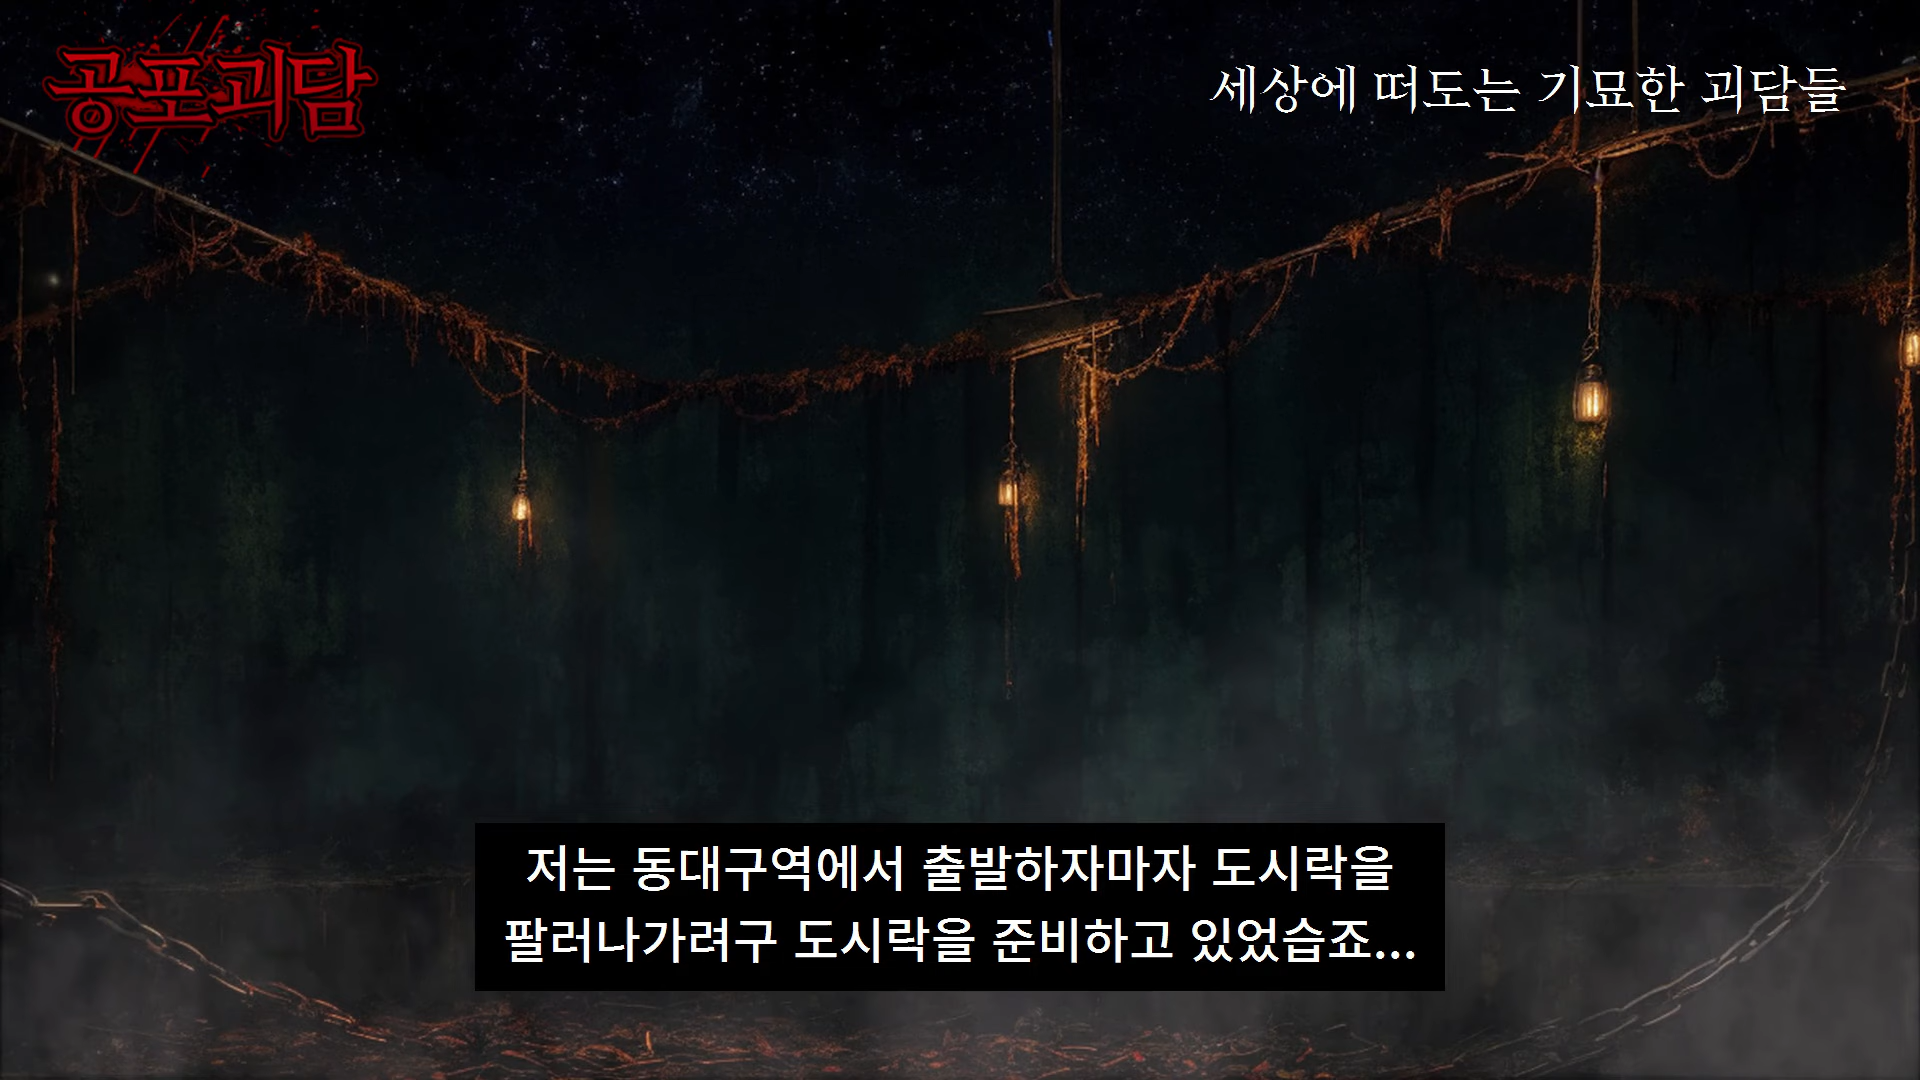 공포괴담
세상에 떠도는 기묘한 괴담들
저는 동대구역에서 출발하자마자 도시락을
팔러나가려구 도시락을 준비하고 있었습죠...